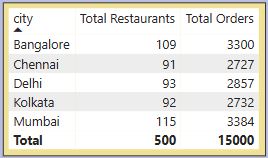 city Total Restaurants Total Orders
Bangalore 109 3300
Chennai 91 2727
Delhi 93 2857
Kolkata 92 2732
Mumbai 115 3384
Total 500 15000